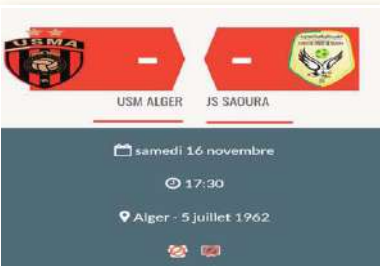 USMA
- -
USM ALGER JS SAOURA
samedi 16 novembre
17:30
Alger - 5 juillet 1962